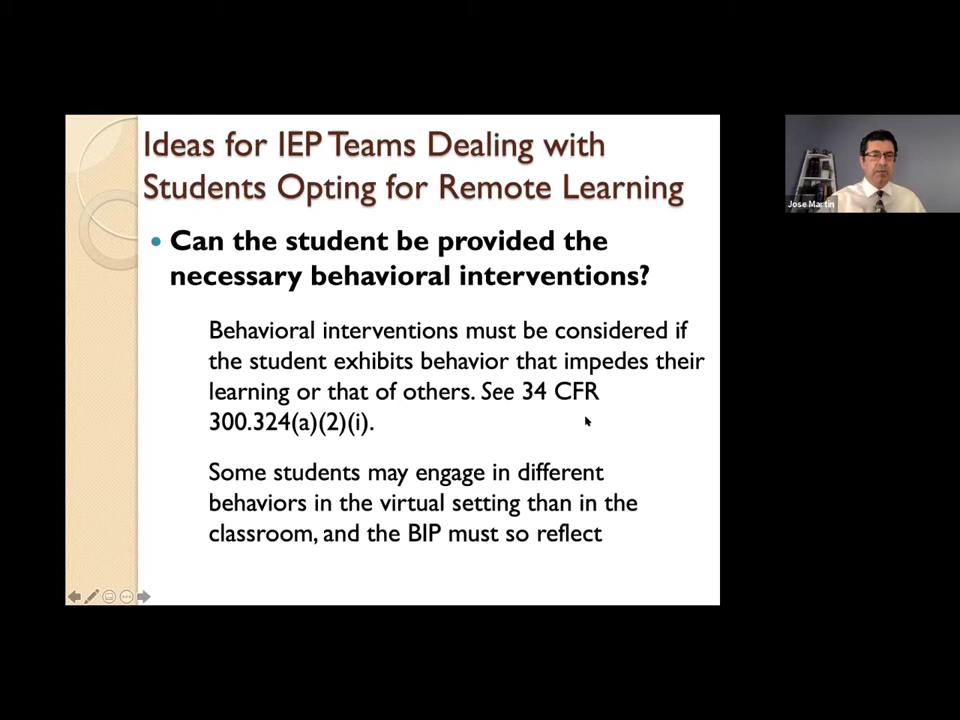 Ideas for IEP Teams Dealing with
Students Opting for Remote Learning
• Can the student be provided the
necessary behavioral interventions?
Behavioral interventions must be considered if
the student exhibits behavior that impedes their
learning or that of others. See 34 CFR
300.324(a)(2)(i).
Some students may engage in different
behaviors in the virtual setting than in the
classroom, and the BIP must so reflect
Jose Martin